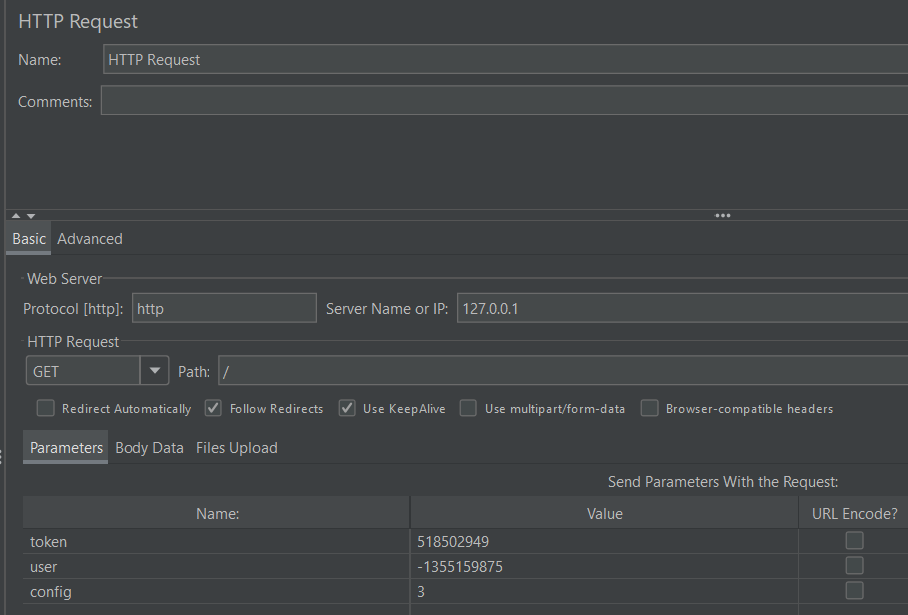 HTTP Request
Name: HTTP Request
Comments:
Basic Advanced
Web Server
Protocol [http]: http Server Name or IP: 127.0.0.1
HTTP Request
GET Path: /
Redirect Automatically Follow Redirects Use KeepAlive Use multipart/form-data Browser-compatible headers
Parameters Body Data Files Upload
Send Parameters With the Request:
Name: Value URL Encode?
token 518502949
user -1355159875
config 3